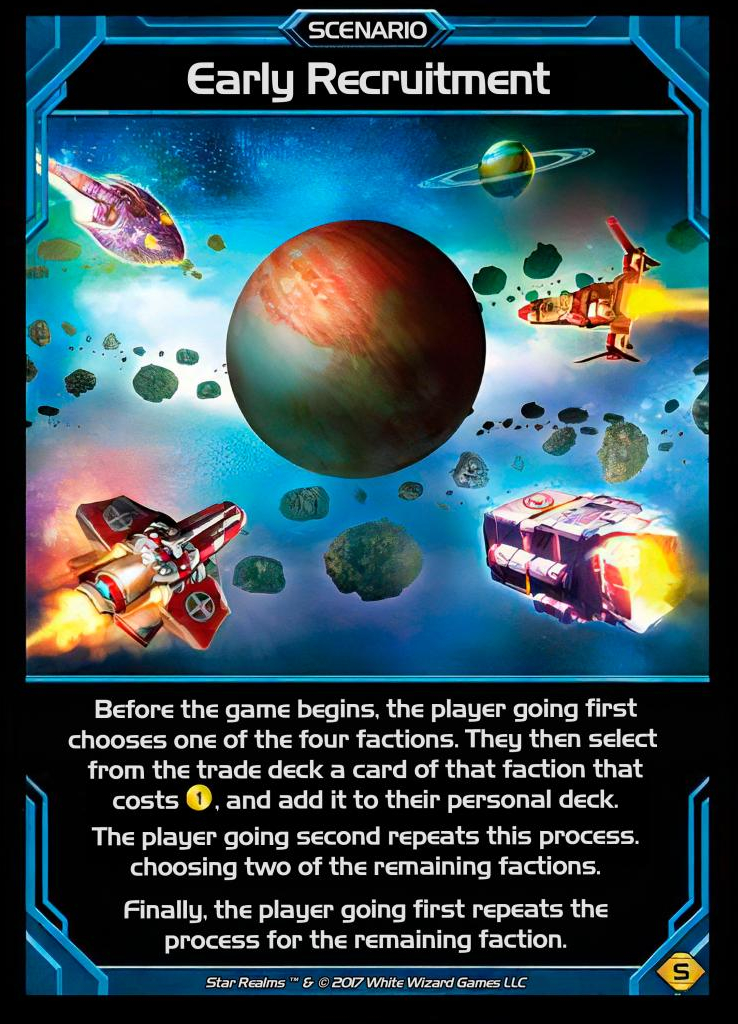 SCENARIO
Early Recruitment
Before the game begins, the player going first
chooses one of the four factions. They then select
from the trade deck a card of that faction that
costs 1, and add it to their personal deck.
The player going second repeats this process.
choosing two of the remaining factions.
Finally, the player going first repeats the
process for the remaining faction.
Star Realms ™ & © 2017 White Wizard Games LLC
S